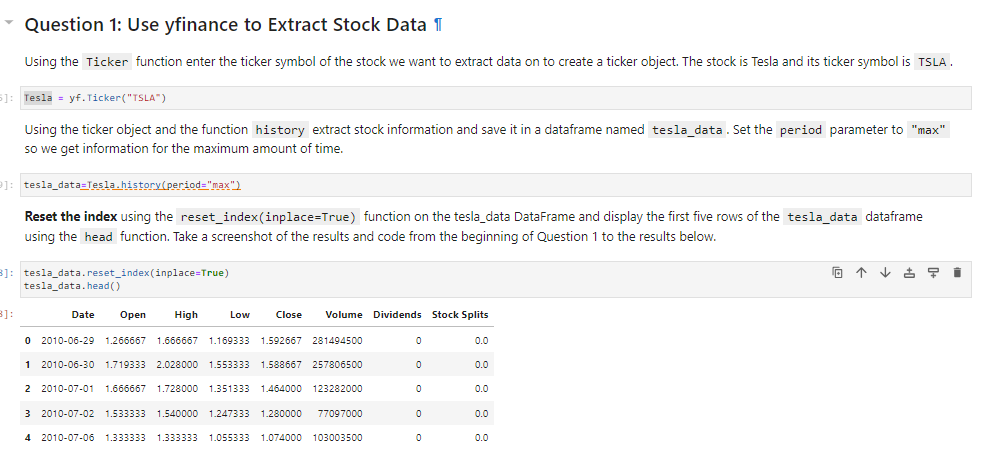 Question 1: Use yfinance to Extract Stock Data ¶
Using the Ticker function enter the ticker symbol of the stock we want to extract data on to create a ticker object. The stock is Tesla and its ticker symbol is TSLA .
]: Tesla = yf.Ticker("TSLA")
Using the ticker object and the function history extract stock information and save it in a dataframe named tesla_data . Set the period parameter to "max"
so we get information for the maximum amount of time.
]: tesla_data=Tesla.history(period="max")
Reset the index using the reset_index(inplace=True) function on the tesla_data DataFrame and display the first five rows of the tesla_data dataframe
using the head function. Take a screenshot of the results and code from the beginning of Question 1 to the results below.
]: tesla_data.reset_index(inplace=True)
tesla_data.head()
]: Date Open High Low Close Volume Dividends Stock Splits
0 2010-06-29 1.266667 1.666667 1.169333 1.592667 281494500 0 0.0
1 2010-06-30 1.719333 2.028000 1.553333 1.588667 257806500 0 0.0
2 2010-07-01 1.666667 1.728000 1.351333 1.464000 123282000 0 0.0
3 2010-07-02 1.533333 1.540000 1.247333 1.280000 77097000 0 0.0
4 2010-07-06 1.333333 1.333333 1.055333 1.074000 103003500 0 0.0